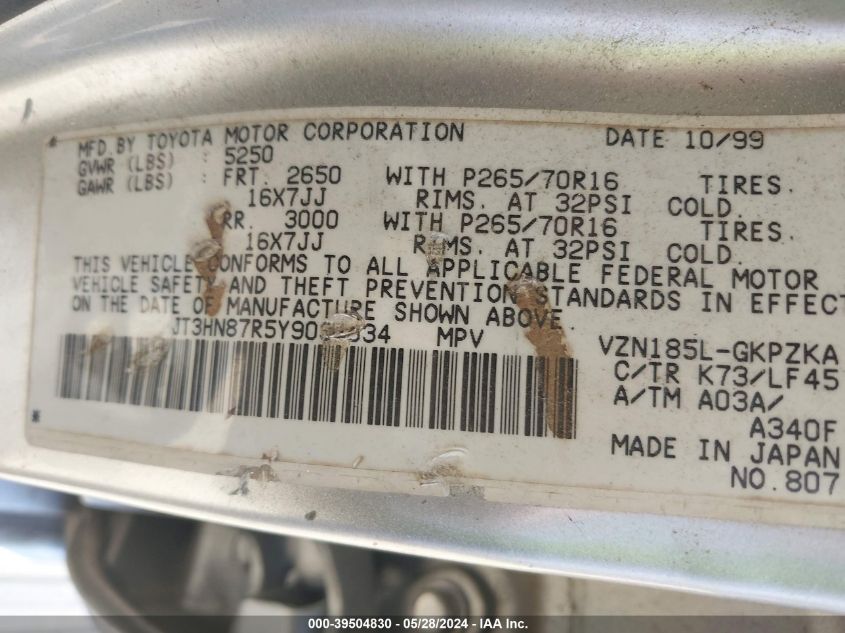 MFD.BY TOYOTA MOTOR CORPORATION DATE 10/99
GVWR (LBS) : 5250
GAWR (LBS) : FRT. 2650 WITH P265/70R16 TIRES.
16X7JJ RIMS. AT 32PSI COLD.
RR. 3000 WITH P265/70R16 TIRES.
16X7JJ RIMS. AT 32PSI COLD.
THIS VEHICLE CONFORMS TO ALL APPLICABLE FEDERAL MOTOR
VEHICLE SAFETY AND THEFT PREVENTION STANDARDS IN EFFECT
ON THE DATE OF MANUFACTURE SHOWN ABOVE.
MPV VZN185L-GKPZKA
C/TR K73/LF45
A/TM A03A/
A340F
MADE IN JAPAN
NO.807
000-39504830 / 05/28/2024 - © IAA Inc.